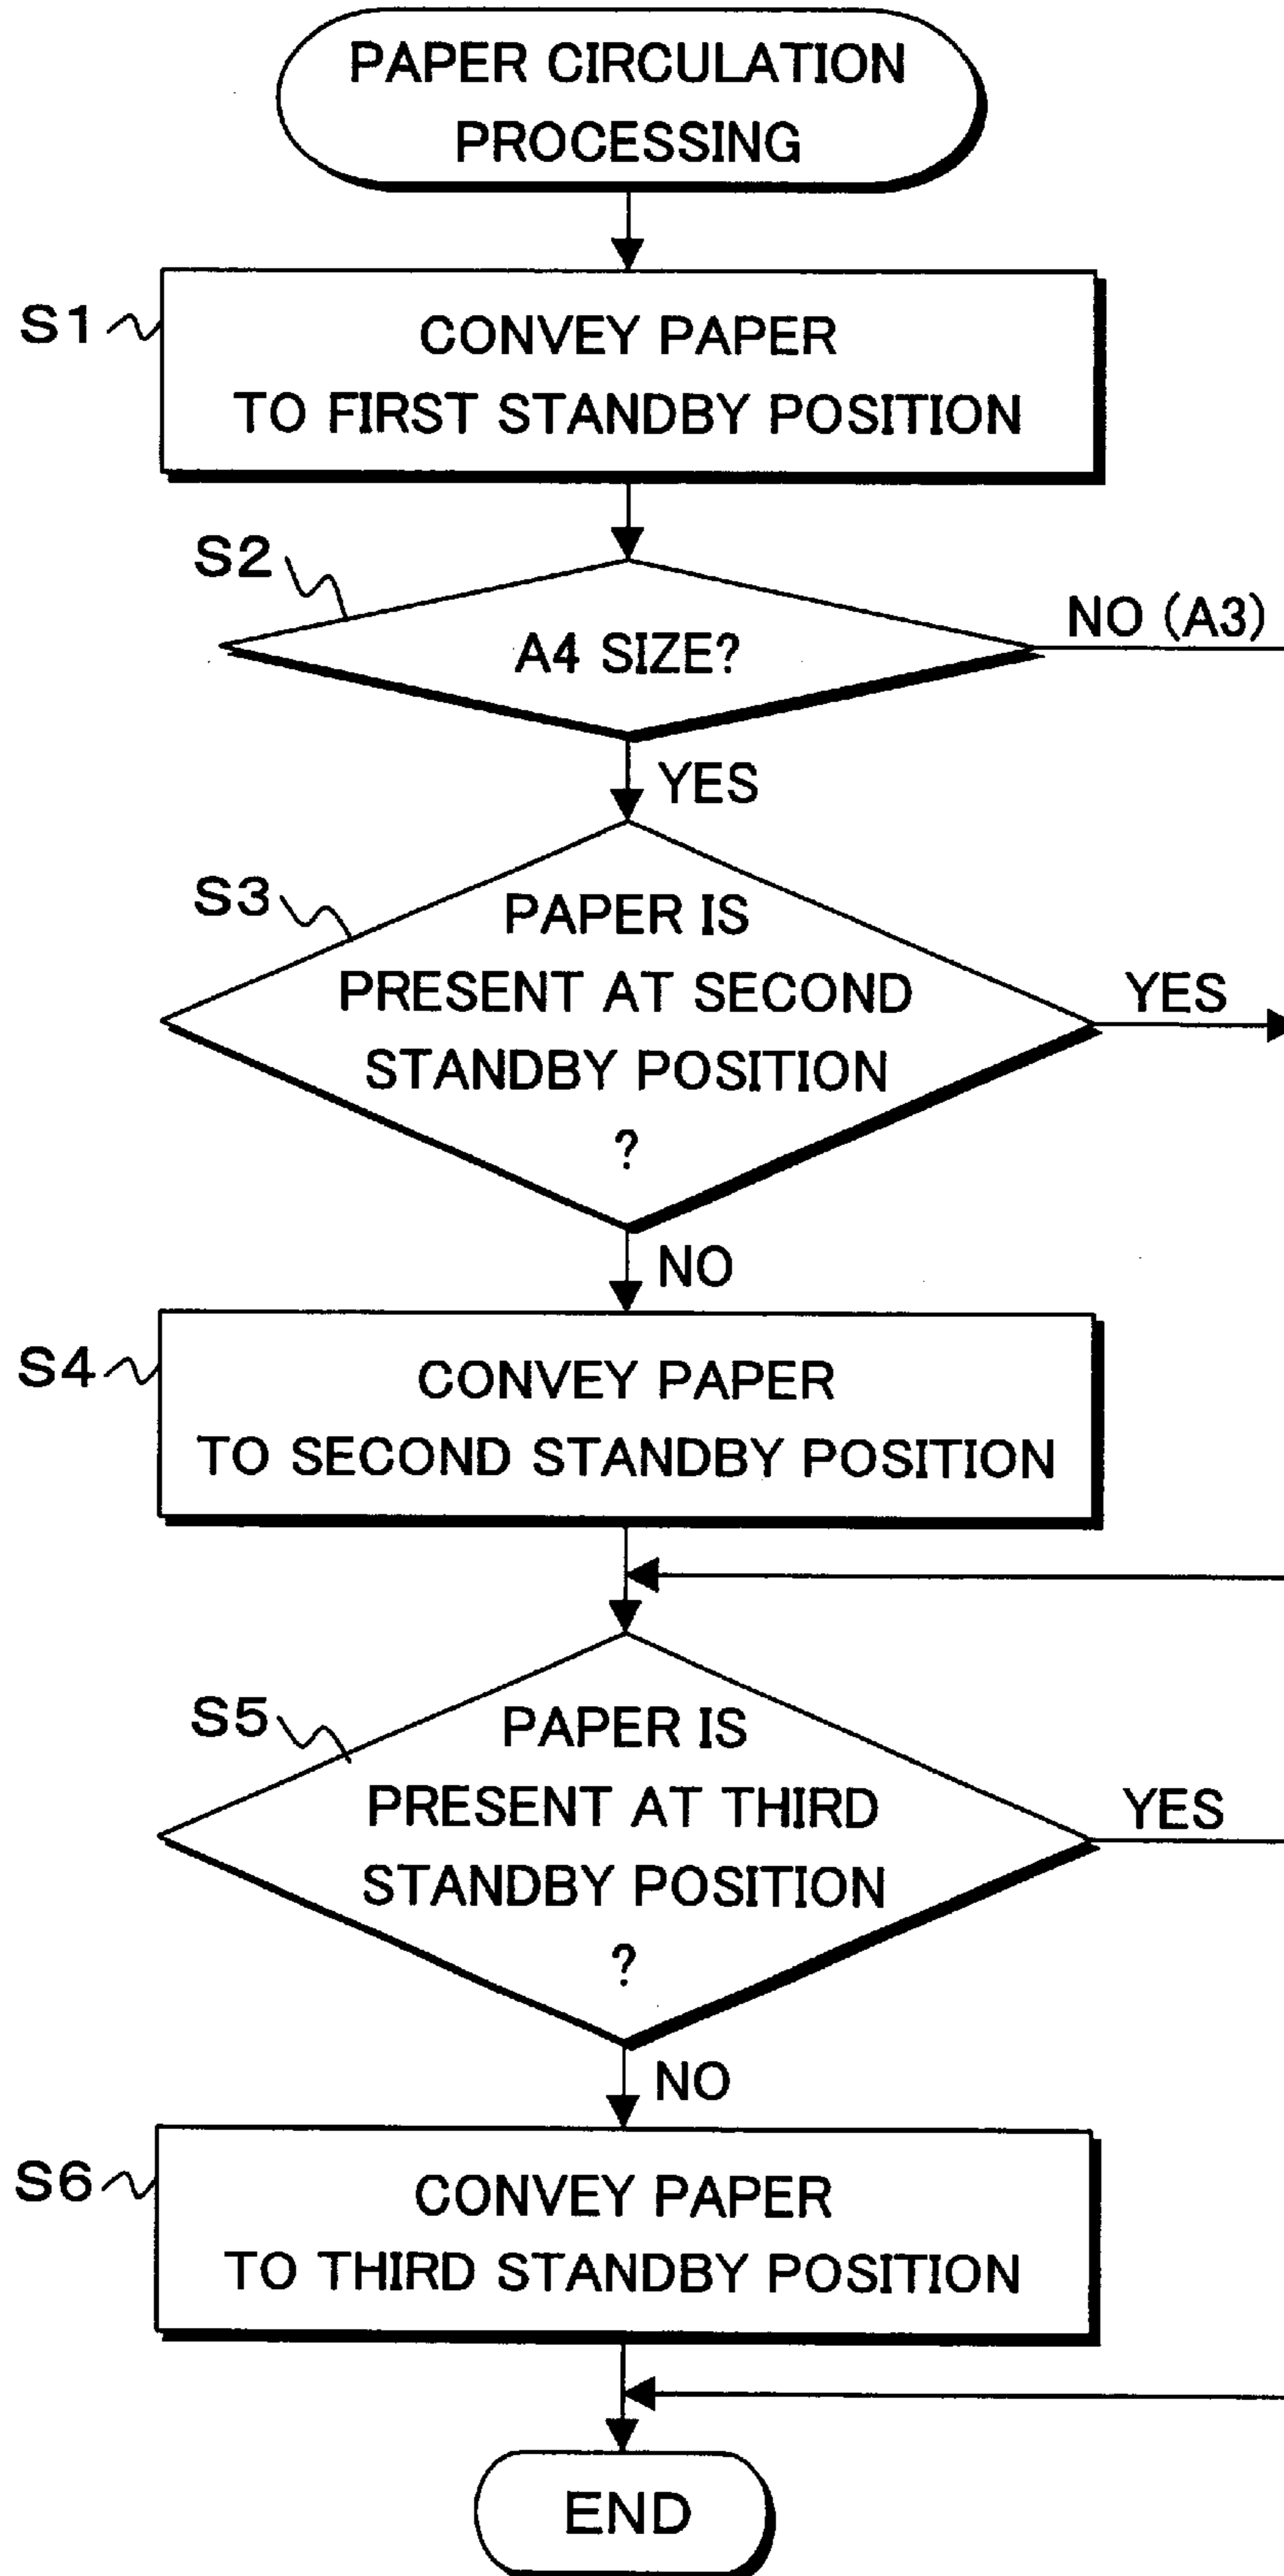 PAPER CIRCULATION
PROCESSING
S1
CONVEY PAPER
TO FIRST STANDBY POSITION
S2
A4 SIZE?
NO (A3)
YES
S3
PAPER IS
PRESENT AT SECOND
STANDBY POSITION
?
YES
NO
S4
CONVEY PAPER
TO SECOND STANDBY POSITION
S5
PAPER IS
PRESENT AT THIRD
STANDBY POSITION
?
YES
NO
S6
CONVEY PAPER
TO THIRD STANDBY POSITION
END